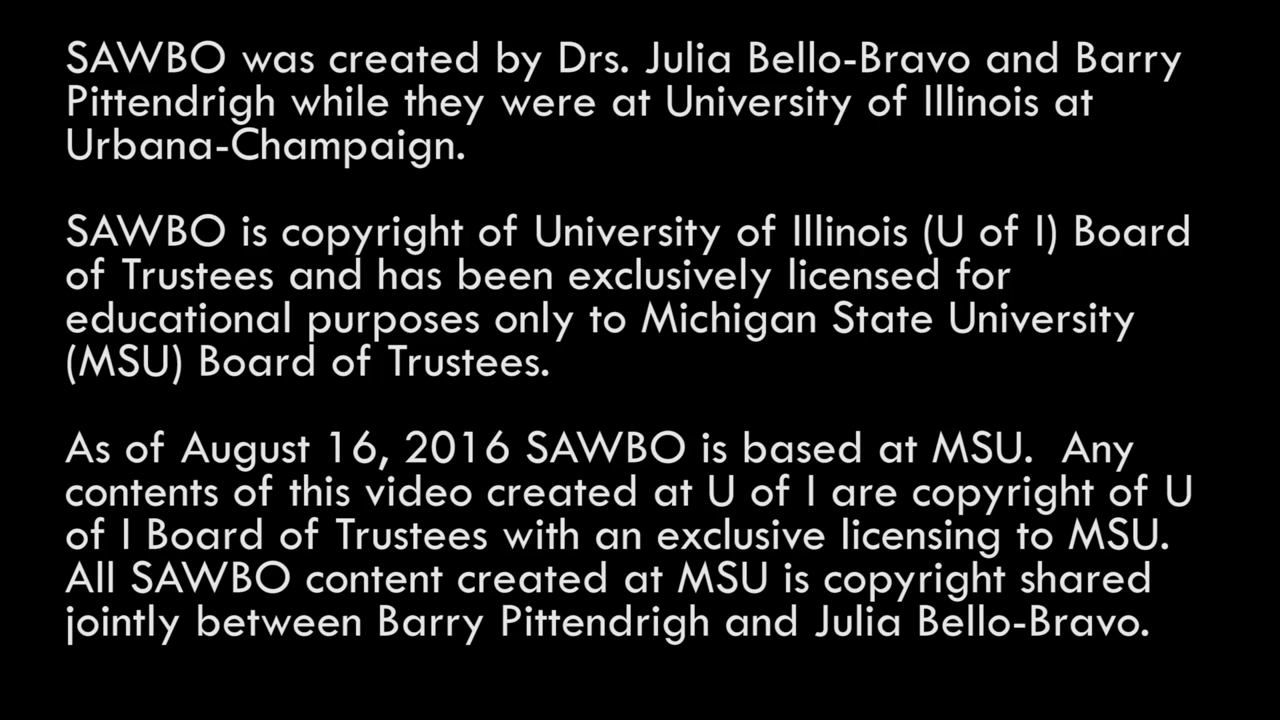 SAWBO was created by Drs. Julia Bello-Bravo and Barry
Pittendrigh while they were at University of Illinois at
Urbana-Champaign.
SAWBO is copyright of University of Illinois (U of I) Board
of Trustees and has been exclusively licensed for
educational purposes only to Michigan State University
(MSU) Board of Trustees.
As of August 16, 2016 SAWBO is based at MSU.  Any
contents of this video created at U of I are copyright of U
of I Board of Trustees with an exclusive licensing to MSU.
All SAWBO content created at MSU is copyright shared
jointly between Barry Pittendrigh and Julia Bello-Bravo.